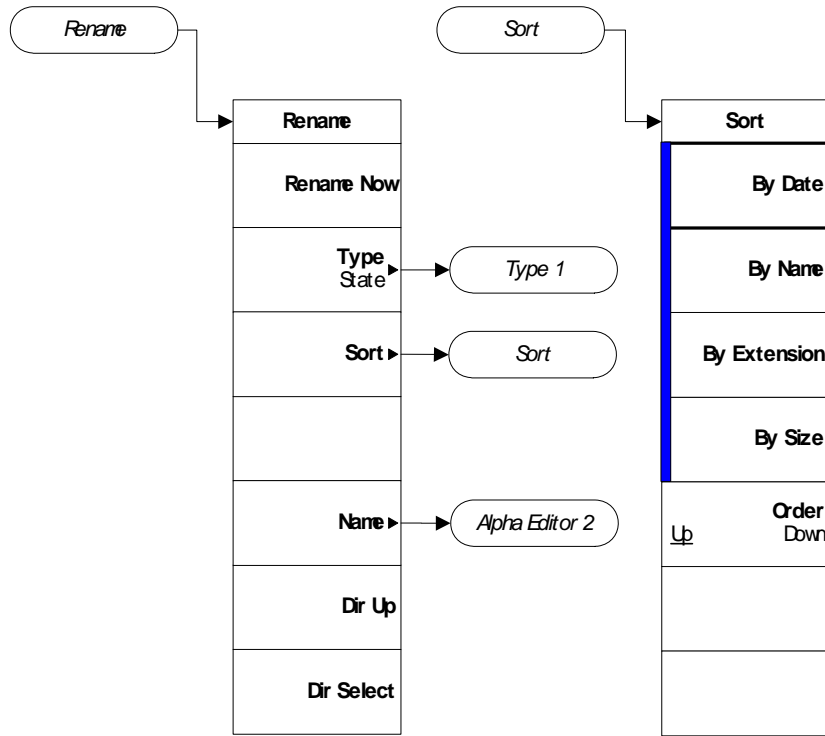 Rename
Sort
Rename
Rename Now
Type
State
Type 1
Sort
Sort
Name
Alpha Editor 2
Dir Up
Dir Select
Sort
By Date
By Name
By Extension
By Size
Order
Up Down